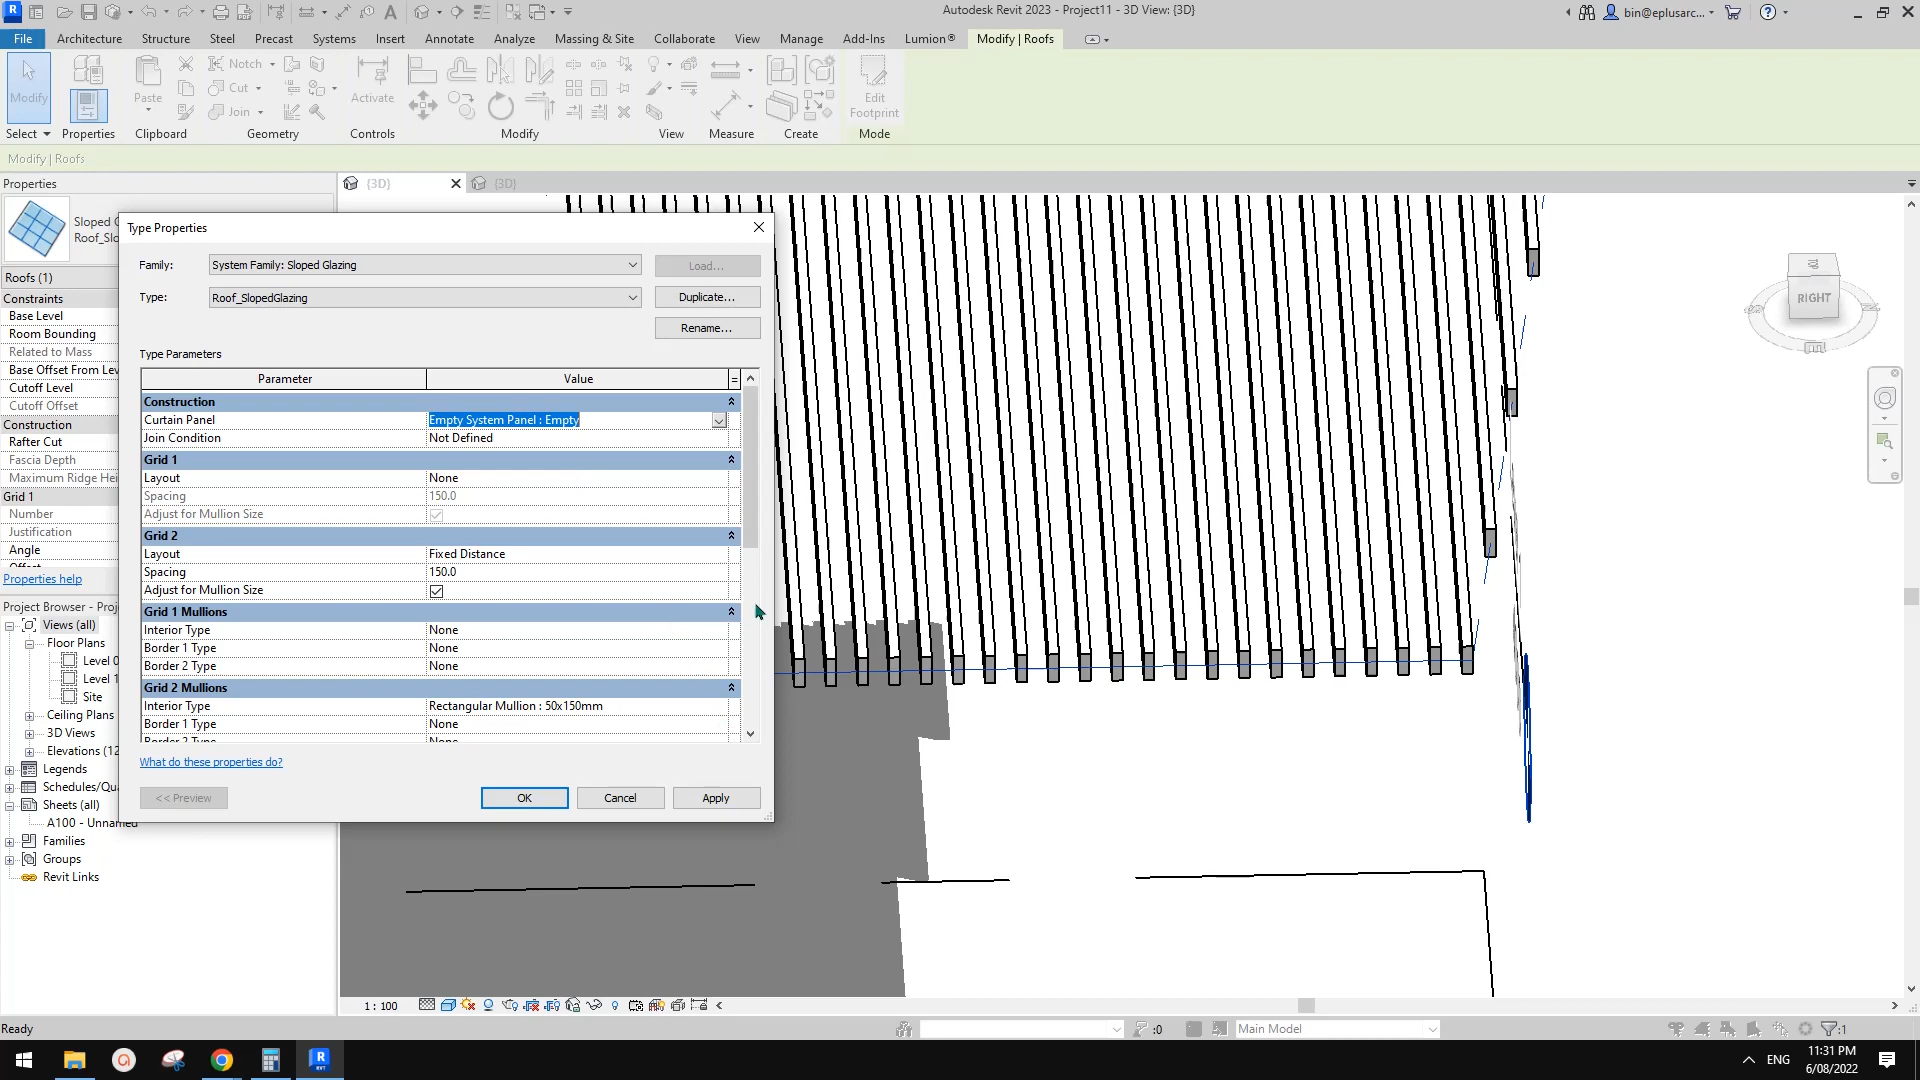 Autodesk Revit 2023 - Project11 - 3D View: {3D}
bin@eplusarc...
File
Architecture
Structure
Steel
Precast
Systems
Insert
Annotate
Analyze
Massing & Site
Collaborate
View
Manage
Add-Ins
Lumion®
Modify | Roofs
Modify
Paste
Notch
Cut
Join
Activate
Edit
Footprint
Select
Properties
Clipboard
Geometry
Controls
Modify
View
Measure
Create
Mode
Modify | Roofs
Properties
{3D}
{3D}
Sloped G
Roof_Slo
Roofs (1)
Constraints
Base Level
Room Bounding
Related to Mass
Base Offset From Lev
Cutoff Level
Cutoff Offset
Construction
Rafter Cut
Fascia Depth
Maximum Ridge Hei
Grid 1
Number
Justification
Angle
Properties help
Type Properties
Family:
System Family: Sloped Glazing
Load...
Type:
Roof_SlopedGlazing
Duplicate...
Rename...
Type Parameters
Parameter
Value
=
Construction
Curtain Panel
Empty System Panel : Empty
Join Condition
Not Defined
Grid 1
Layout
None
Spacing
150.0
Adjust for Mullion Size
Grid 2
Layout
Fixed Distance
Spacing
150.0
Adjust for Mullion Size
Grid 1 Mullions
Interior Type
None
Border 1 Type
None
Border 2 Type
None
Grid 2 Mullions
Interior Type
Rectangular Mullion : 50x150mm
Border 1 Type
None
Border 2 Type
None
What do these properties do?
<< Preview
OK
Cancel
Apply
Project Browser - Proj
Views (all)
Floor Plans
Level 0
Level 1
Site
Ceiling Plans
3D Views
Elevations (12
Legends
Schedules/Qua
Sheets (all)
A100 - Unnamed
Families
Groups
Revit Links
RIGHT
1 : 100
Ready
:0
Main Model
:1
ENG
11:31 PM
6/08/2022